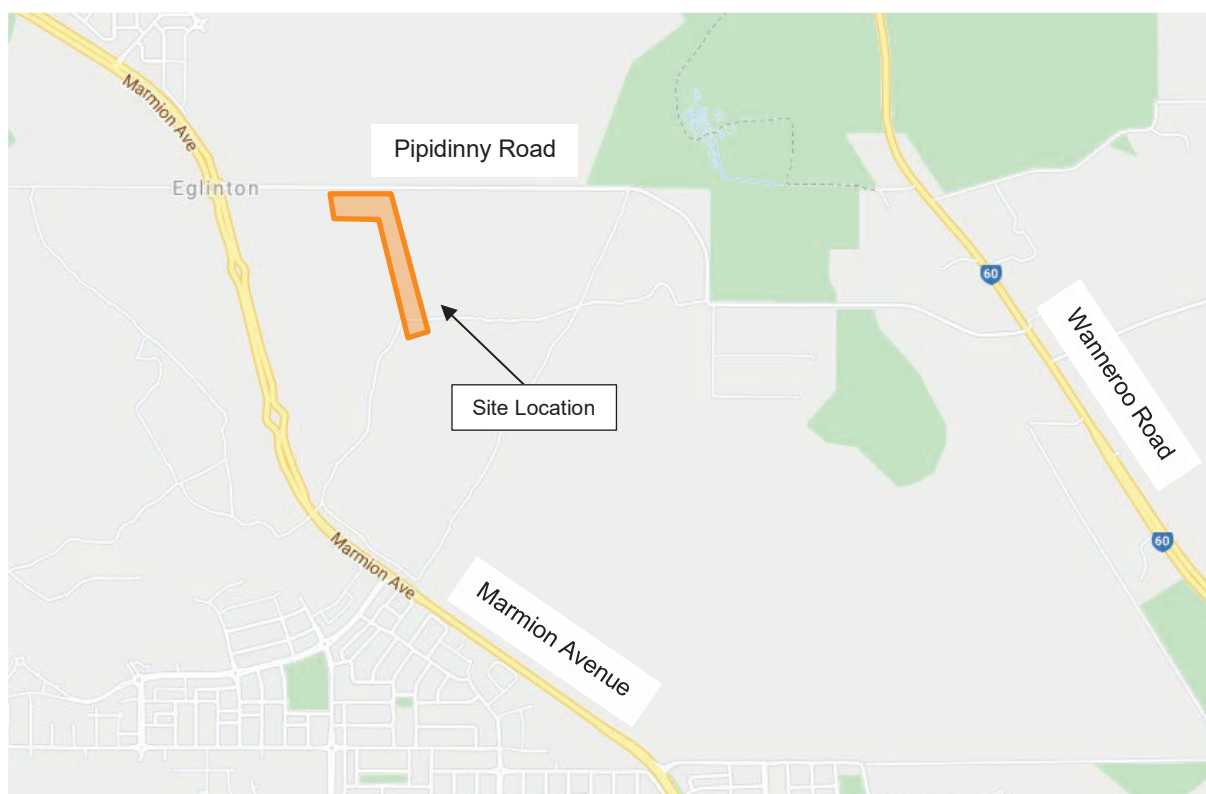 Marmion Ave
Pipidinny Road
Eglinton
60
Wanneroo Road
Site Location
60
Marmion Ave
Marmion Avenue